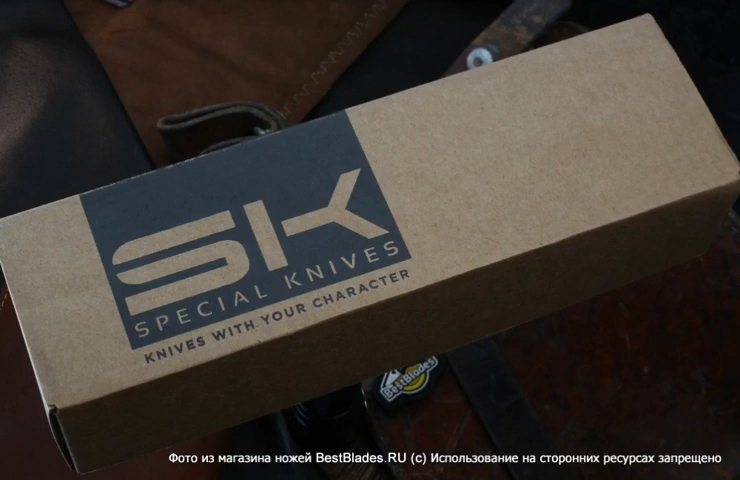 SK
SPECIAL KNIVES
KNIVES WITH YOUR CHARACTER
BestBlades
Фото из магазина ножей BestBlades.RU (c) Использование на сторонних ресурсах запрещено